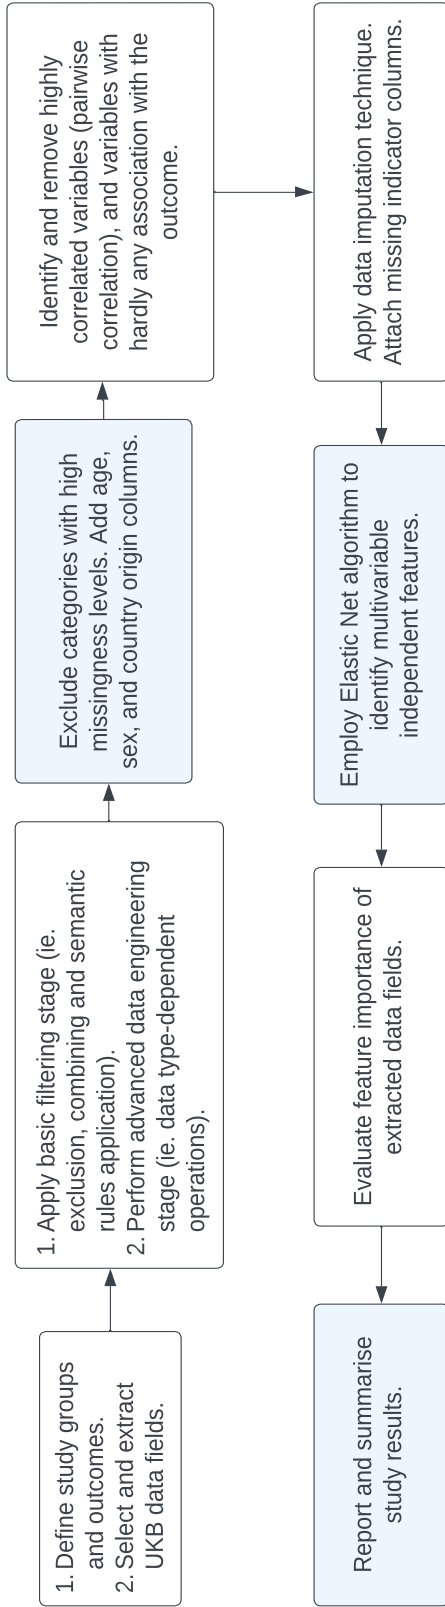 1. Define study groups
and outcomes.
2. Select and extract
UKB data fields.
1. Apply basic filtering stage (ie.
exclusion, combining and semantic
rules application).
2. Perform advanced data engineering
stage (ie. data type-dependent
operations).
Exclude categories with high
missingness levels. Add age,
sex, and country origin columns.
Identify and remove highly
correlated variables (pairwise
correlation), and variables with
hardly any association with the
outcome.
Apply data imputation technique.
Attach missing indicator columns.
Employ Elastic Net algorithm to
identify multivariable
independent features.
Evaluate feature importance of
extracted data fields.
Report and summarise
study results.